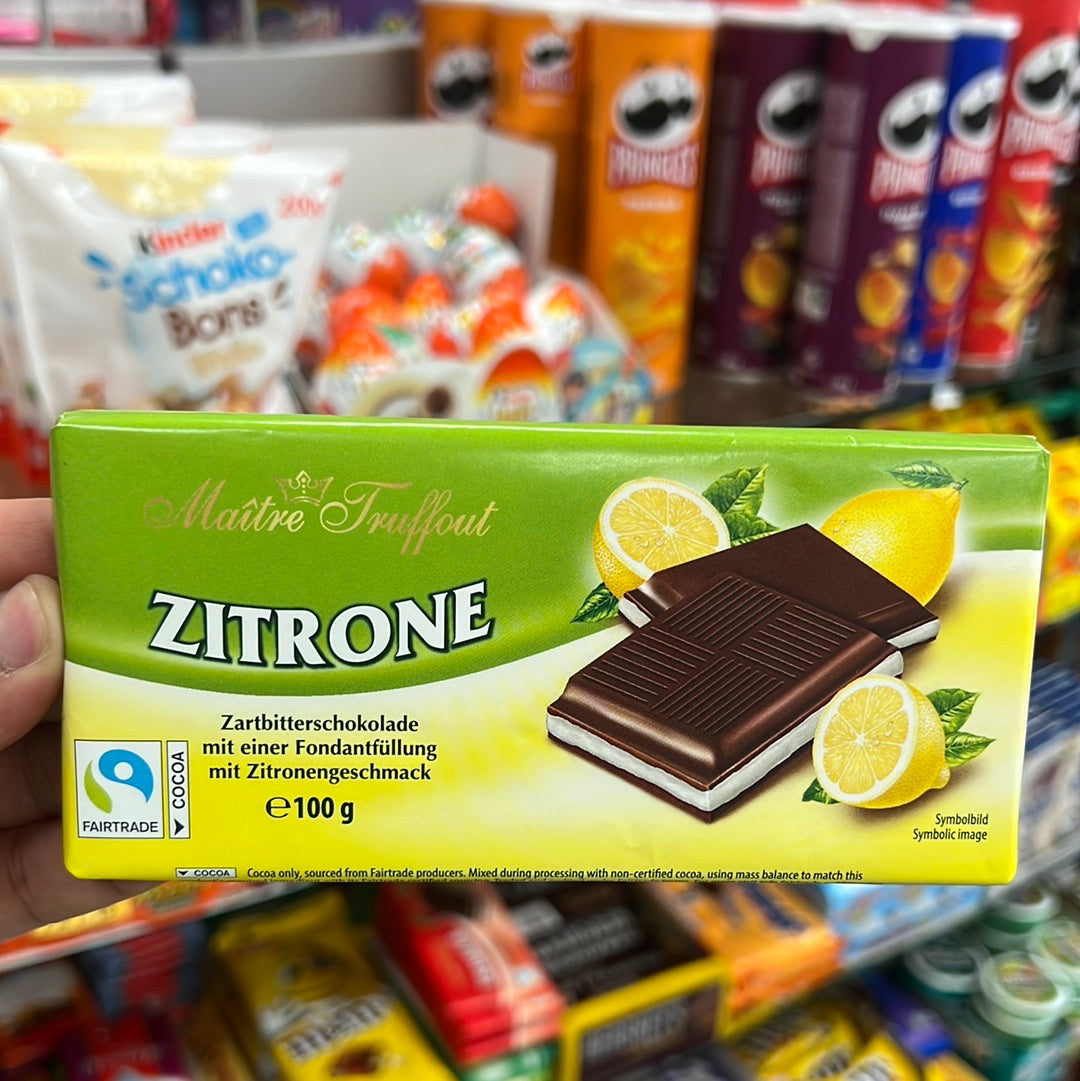 PRINGLES
Kinder
Schoko-
Bons
Maître Truffout
ZITRONE
Zartbitterschokolade
mit einer Fondantfüllung
mit Zitronengeschmack
℮100 g
FAIRTRADE
COCOA
Symbolbild
Symbolic image
COCOA
Cocoa only, sourced from Fairtrade producers. Mixed during processing with non-certified cocoa, using mass balance to match this